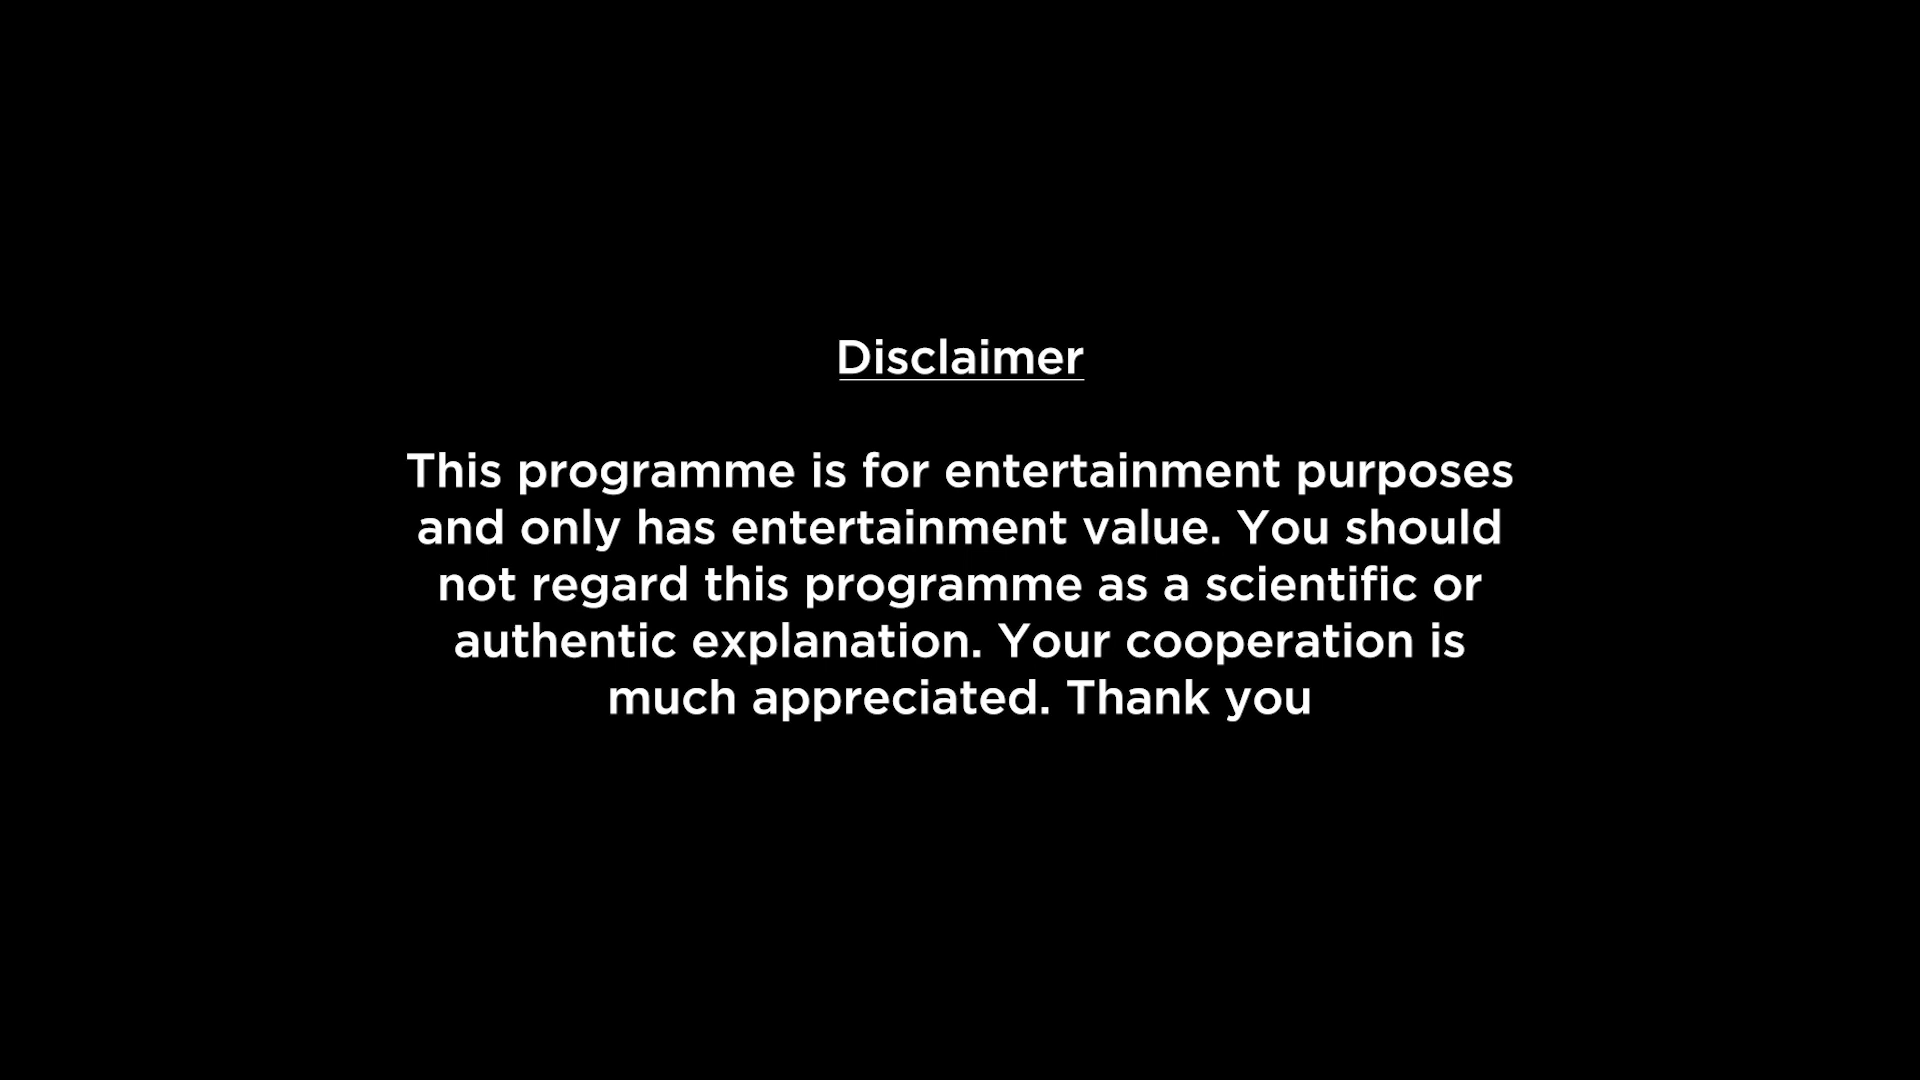 Disclaimer
This programme is for entertainment purposes
and only has entertainment value. You should
not regard this programme as a scientific or
authentic explanation. Your cooperation is
much appreciated. Thank you